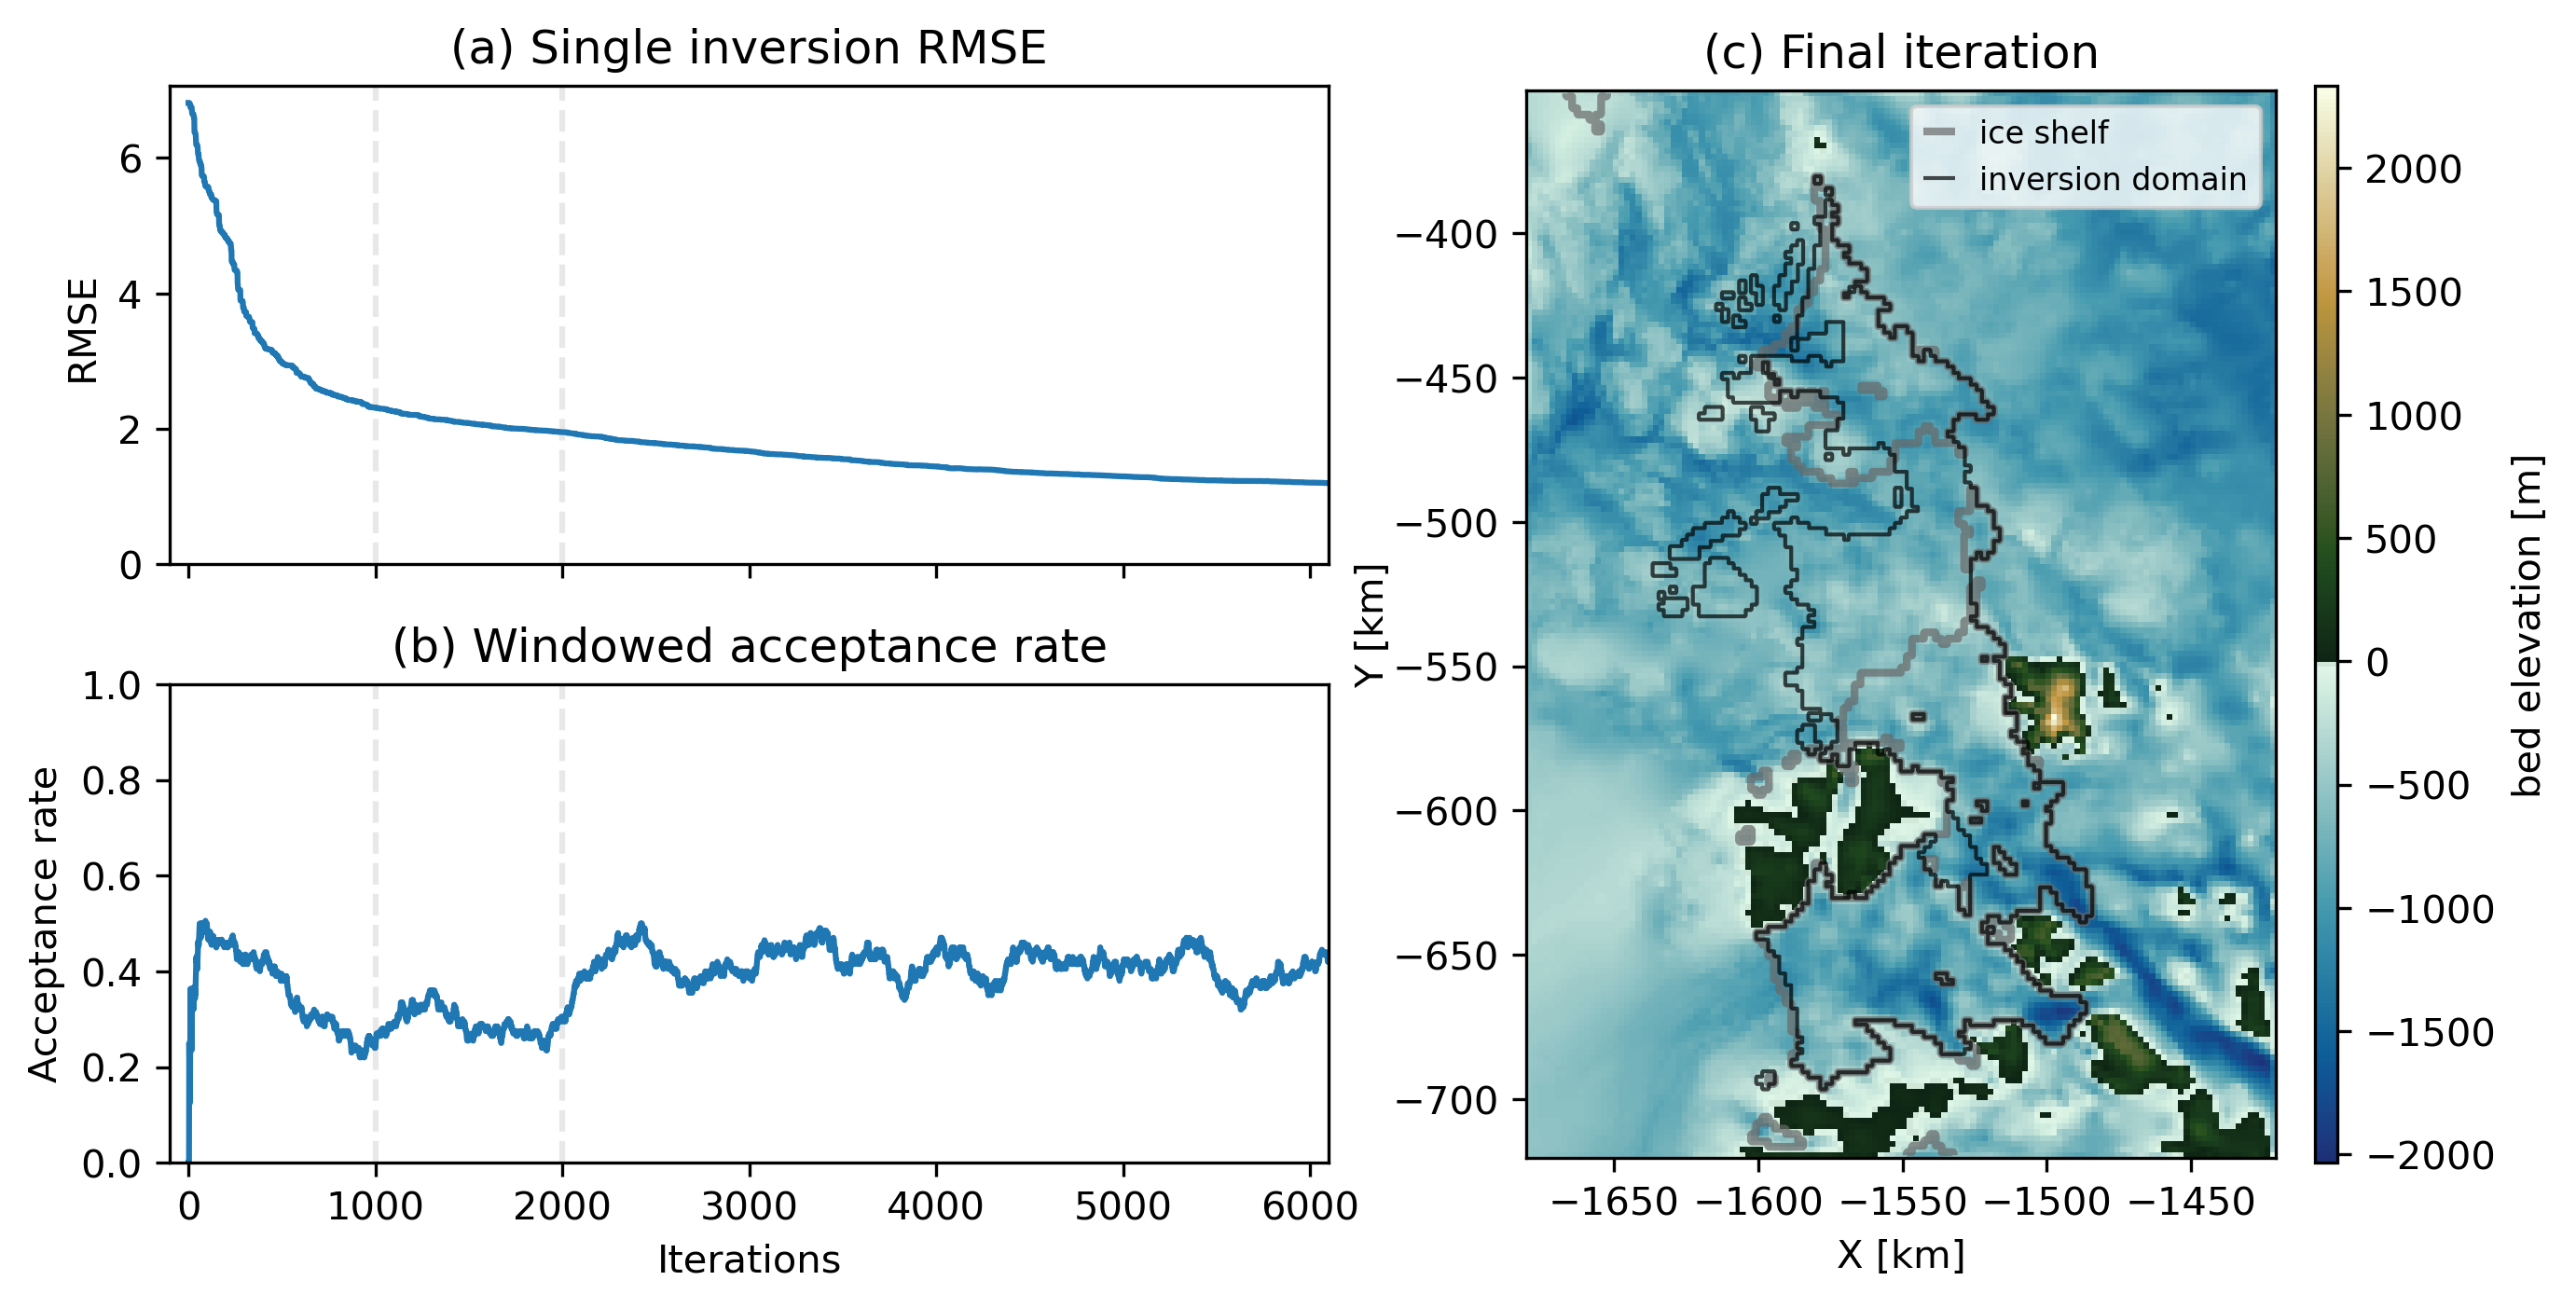 (a) Single inversion RMSE
RMSE
6
4
2
0
(b) Windowed acceptance rate
Acceptance rate
1.0
0.8
0.6
0.4
0.2
0.0
0 1000 2000 3000 4000 5000 6000
Iterations
(c) Final iteration
ice shelf
inversion domain
Y [km]
−400
−450
−500
−550
−600
−650
−700
−1650 −1600 −1550 −1500 −1450
X [km]
2000
1500
1000
500
0
−500
−1000
−1500
−2000
bed elevation [m]